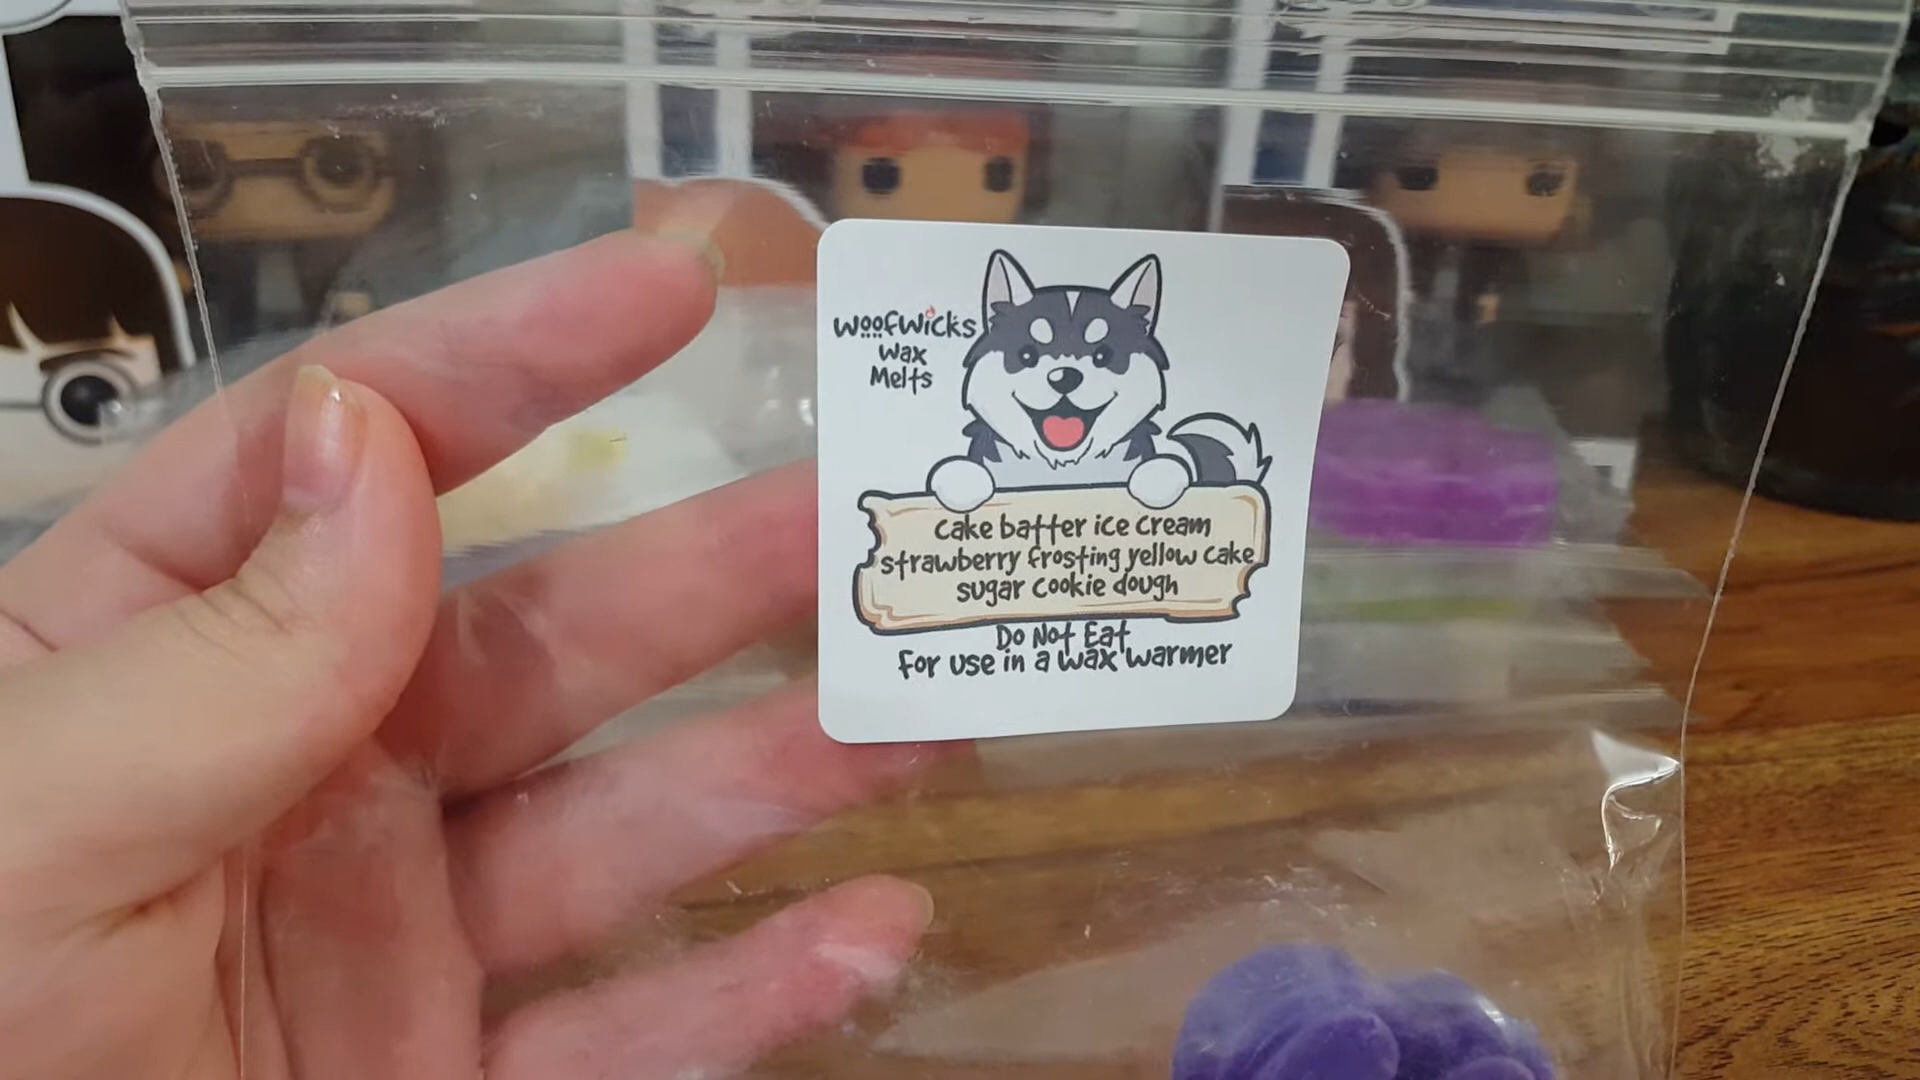 WoofWicks
Wax
Melts
Cake batter ice cream
strawberry frosting yellow cake
sugar cookie dough
Do Not Eat
For use in a wax warmer